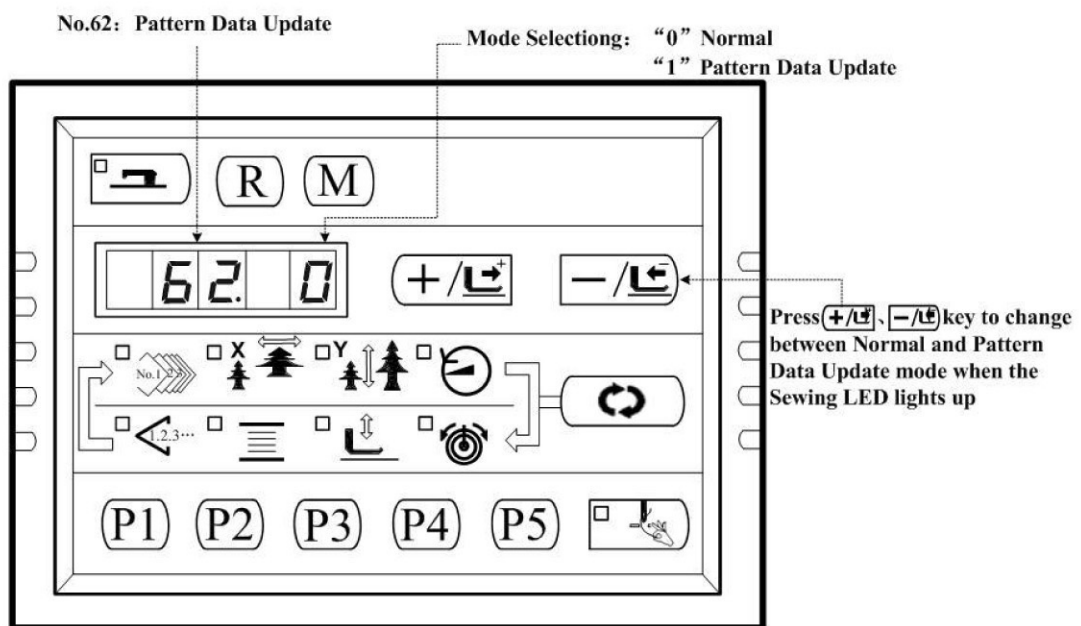 No.62: Pattern Data Update
Mode Selectiong: “0” Normal
“1” Pattern Data Update
R M
62. 0
+/ + −/ −
Press +/ + 、 −/ − key to change
between Normal and Pattern
Data Update mode when the
Sewing LED lights up
No.1 2 3 X Y
1.2.3···
P1 P2 P3 P4 P5